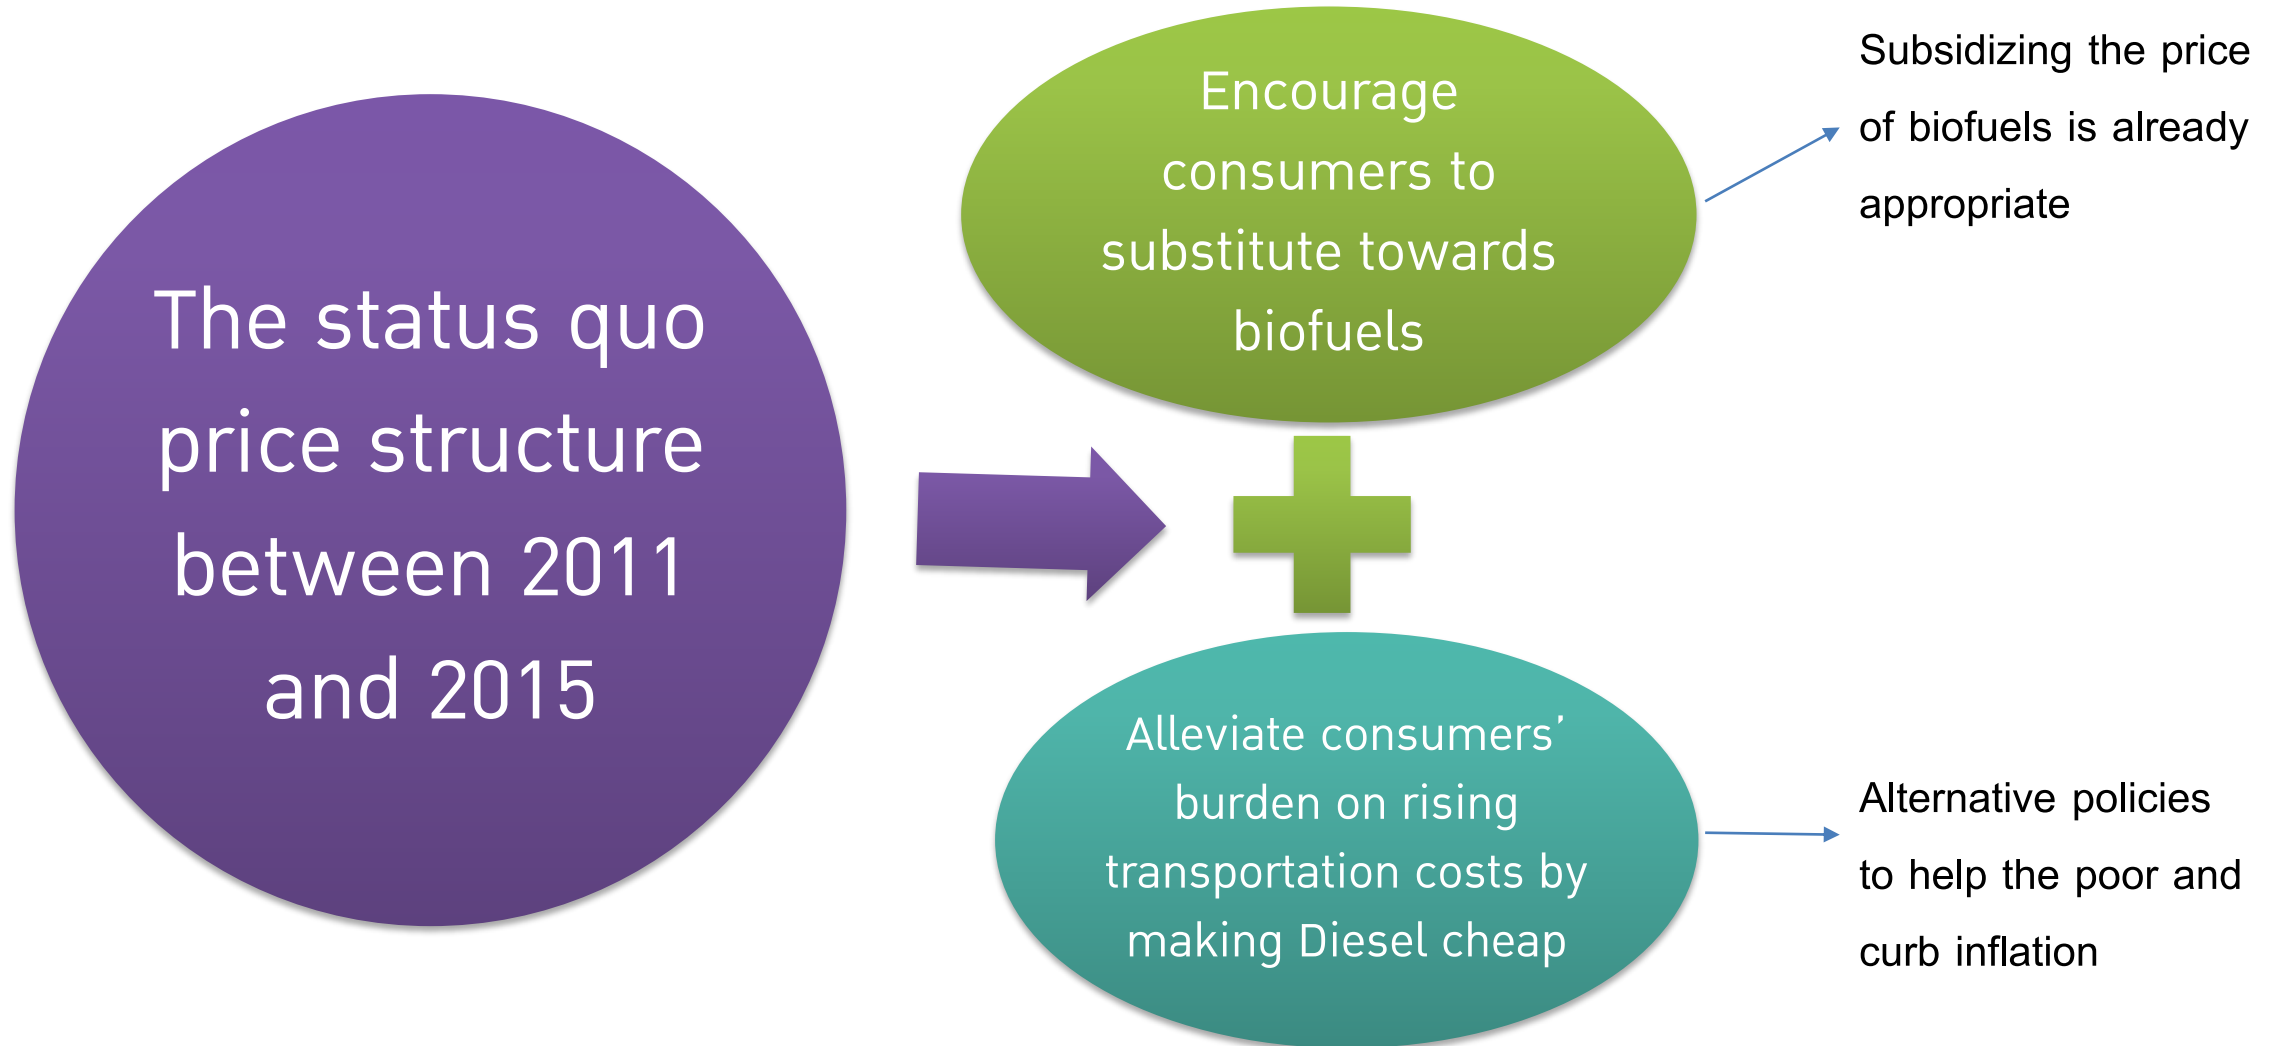 The status quo
price structure
between 2011
and 2015
Encourage
consumers to
substitute towards
biofuels
Subsidizing the price
of biofuels is already
appropriate
Alleviate consumers’
burden on rising
transportation costs by
making Diesel cheap
Alternative policies
to help the poor and
curb inflation